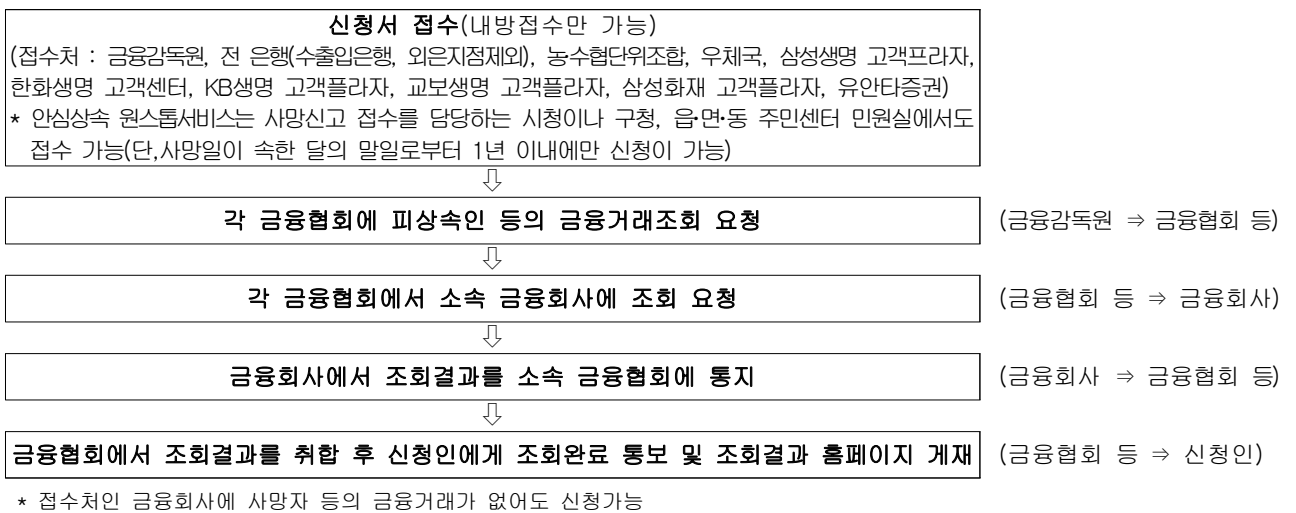 신청서 접수(내방접수만 가능)
(접수처 : 금융감독원, 전 은행(수출입은행, 외은지점제외), 농·수협단위조합, 우체국, 삼성생명 고객프라자,
한화생명 고객센터, KB생명 고객플라자, 교보생명 고객플라자, 삼성화재 고객플라자, 유안타증권)
* 안심상속 원스톱서비스는 사망신고 접수를 담당하는 시청이나 구청, 읍·면·동 주민센터 민원실에서도
접수 가능(단,사망일이 속한 달의 말일로부터 1년 이내에만 신청이 가능)
⇩
각 금융협회에 피상속인 등의 금융거래조회 요청 (금융감독원 ⇒ 금융협회 등)
⇩
각 금융협회에서 소속 금융회사에 조회 요청 (금융협회 등 ⇒ 금융회사)
⇩
금융회사에서 조회결과를 소속 금융협회에 통지 (금융회사 ⇒ 금융협회 등)
⇩
금융협회에서 조회결과를 취합 후 신청인에게 조회완료 통보 및 조회결과 홈페이지 게재 (금융협회 등 ⇒ 신청인)
* 접수처인 금융회사에 사망자 등의 금융거래가 없어도 신청가능